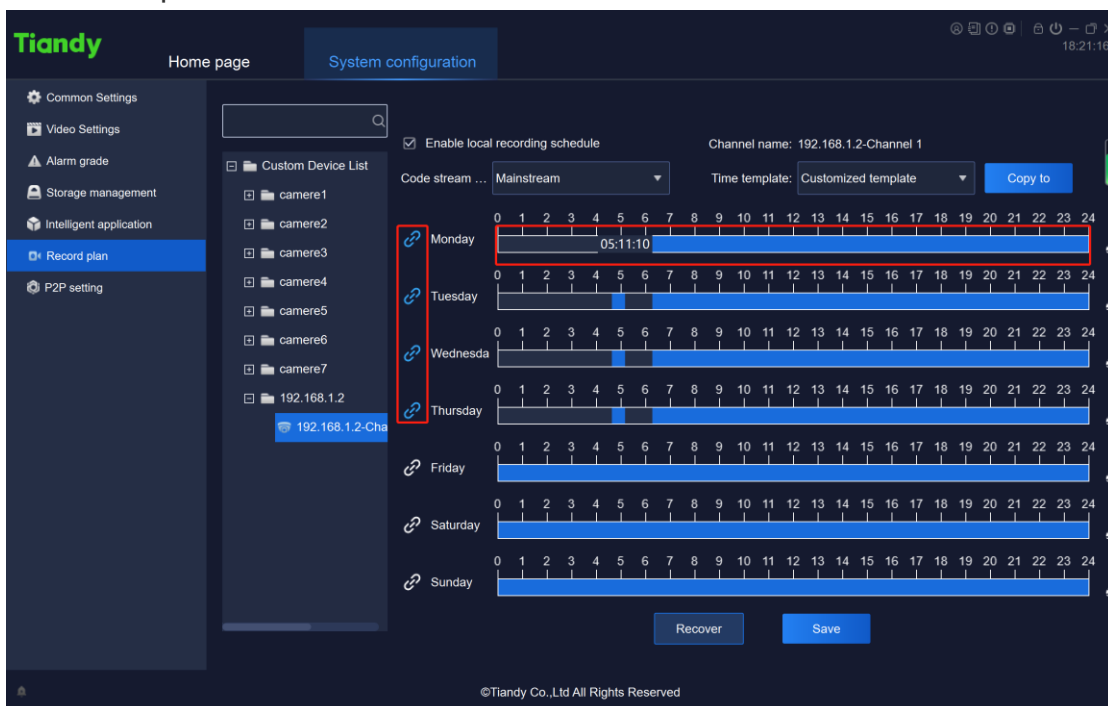 Tiandy
Home page
System configuration
18:21:16
Common Settings
Video Settings
Alarm grade
Storage management
Intelligent application
Record plan
P2P setting
Custom Device List
camere1
camere2
camere3
camere4
camere5
camere6
camere7
192.168.1.2
192.168.1.2-Cha
Enable local recording schedule
Channel name: 192.168.1.2-Channel 1
Code stream ... Mainstream
Time template: Customized template
Copy to
0 1 2 3 4 5 6 7 8 9 10 11 12 13 14 15 16 17 18 19 20 21 22 23 24
Monday
05:11:10
0 1 2 3 4 5 6 7 8 9 10 11 12 13 14 15 16 17 18 19 20 21 22 23 24
Tuesday
0 1 2 3 4 5 6 7 8 9 10 11 12 13 14 15 16 17 18 19 20 21 22 23 24
Wednesda
0 1 2 3 4 5 6 7 8 9 10 11 12 13 14 15 16 17 18 19 20 21 22 23 24
Thursday
0 1 2 3 4 5 6 7 8 9 10 11 12 13 14 15 16 17 18 19 20 21 22 23 24
Friday
0 1 2 3 4 5 6 7 8 9 10 11 12 13 14 15 16 17 18 19 20 21 22 23 24
Saturday
0 1 2 3 4 5 6 7 8 9 10 11 12 13 14 15 16 17 18 19 20 21 22 23 24
Sunday
Recover
Save
©Tiandy Co.,Ltd All Rights Reserved